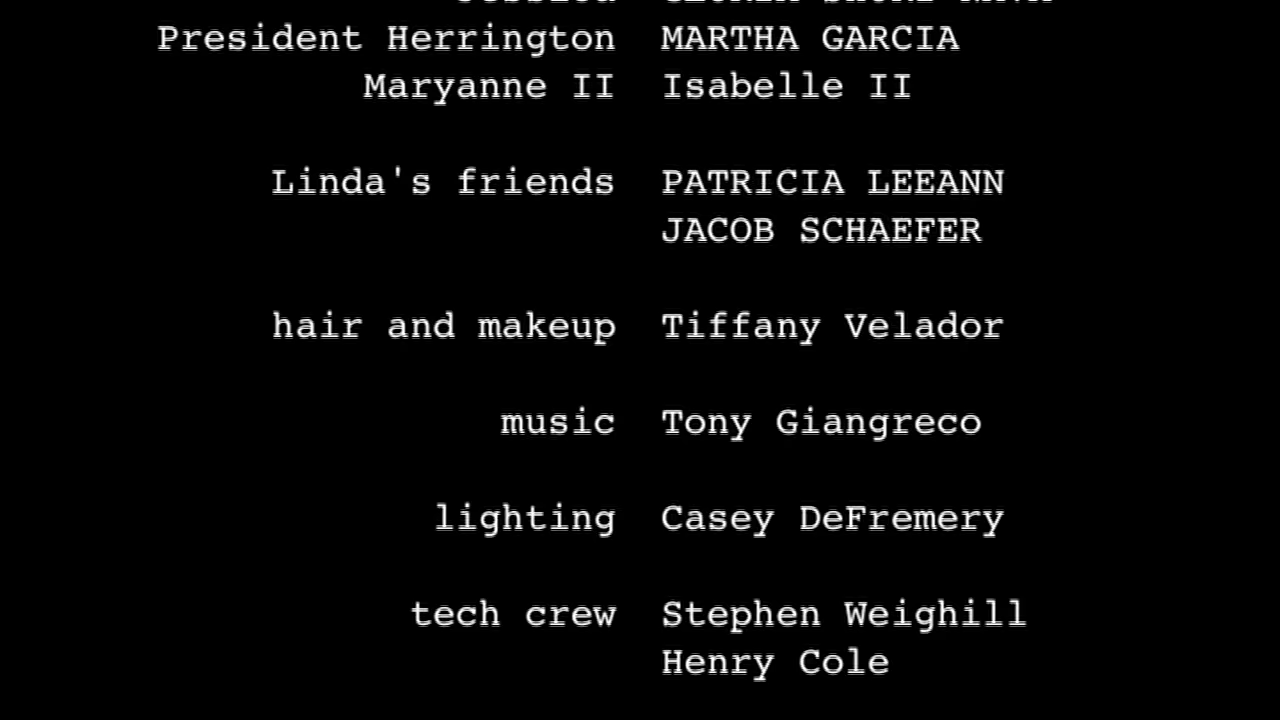 President Herrington MARTHA GARCIA
Maryanne II Isabelle II
Linda's friends PATRICIA LEEANN
JACOB SCHAEFER
hair and makeup Tiffany Velador
music Tony Giangreco
lighting Casey DeFremery
tech crew Stephen Weighill
Henry Cole